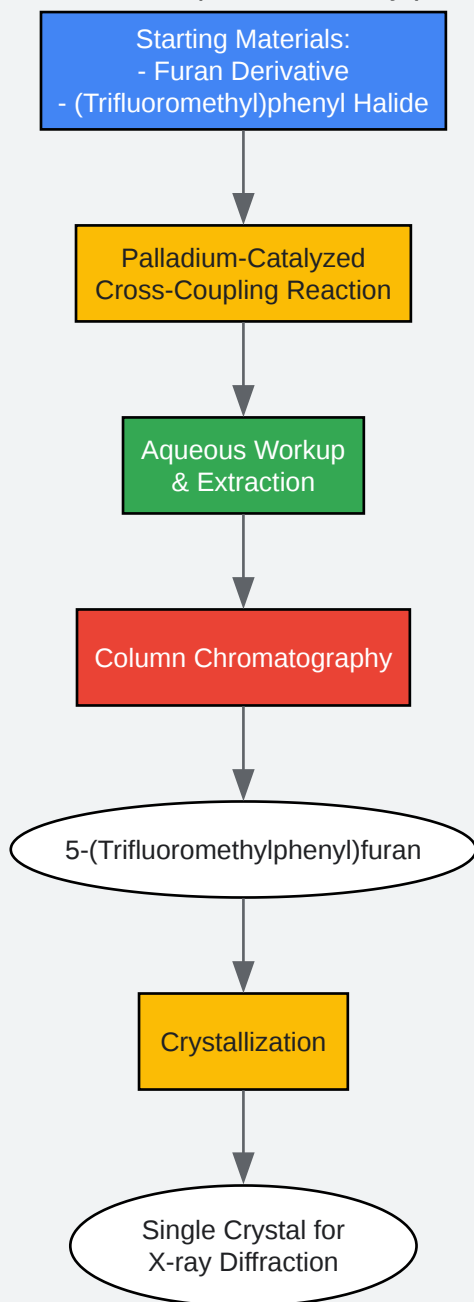 Starting Materials:
- Furan Derivative
- (Trifluoromethyl)phenyl Halide
Palladium-Catalyzed
Cross-Coupling Reaction
Aqueous Workup
& Extraction
Column Chromatography
5-(Trifluoromethylphenyl)furan
Crystallization
Single Crystal for
X-ray Diffraction